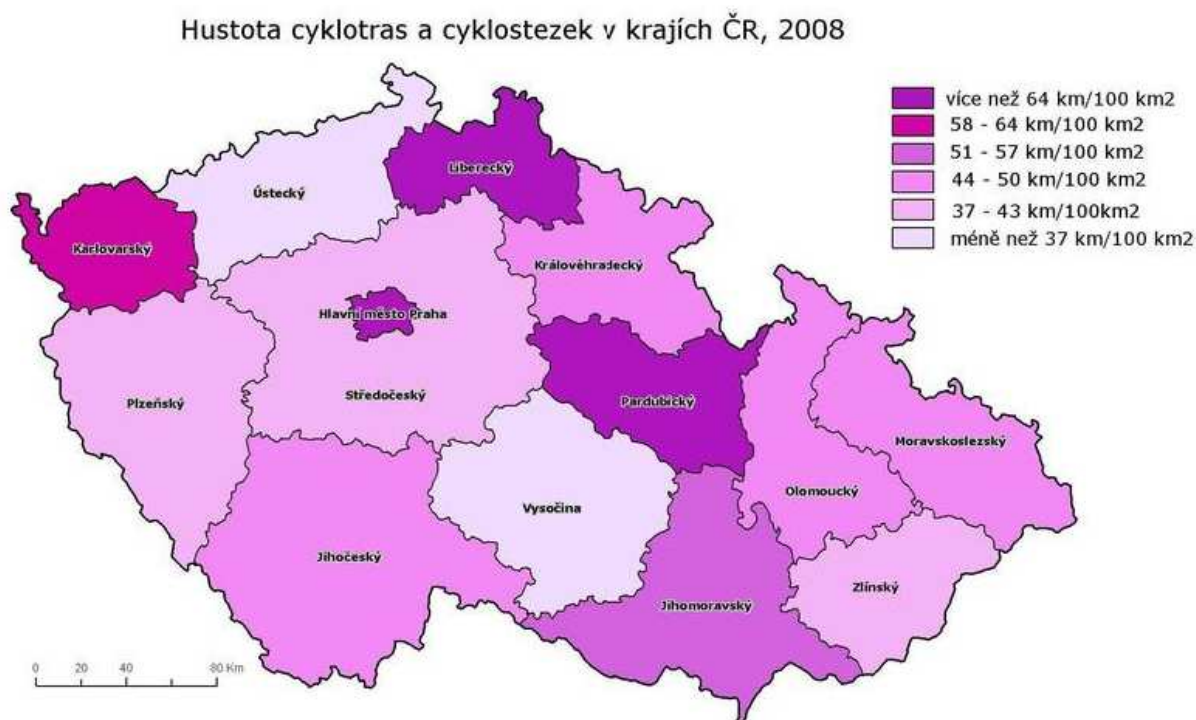 Hustota cyklotras a cyklostezek v krajích ČR, 2008
více než 64 km/100 km2
58 - 64 km/100 km2
51 - 57 km/100 km2
44 - 50 km/100 km2
37 - 43 km/100km2
méně než 37 km/100 km2
Liberecký
Ústecký
Karlovarský
Královéhradecký
Hlavní město Praha
Středočeský
Plzeňský
Pardubický
Moravskoslezský
Olomoucký
Vysočina
Jihočeský
Zlínský
Jihomoravský
0 20 40 80 Km